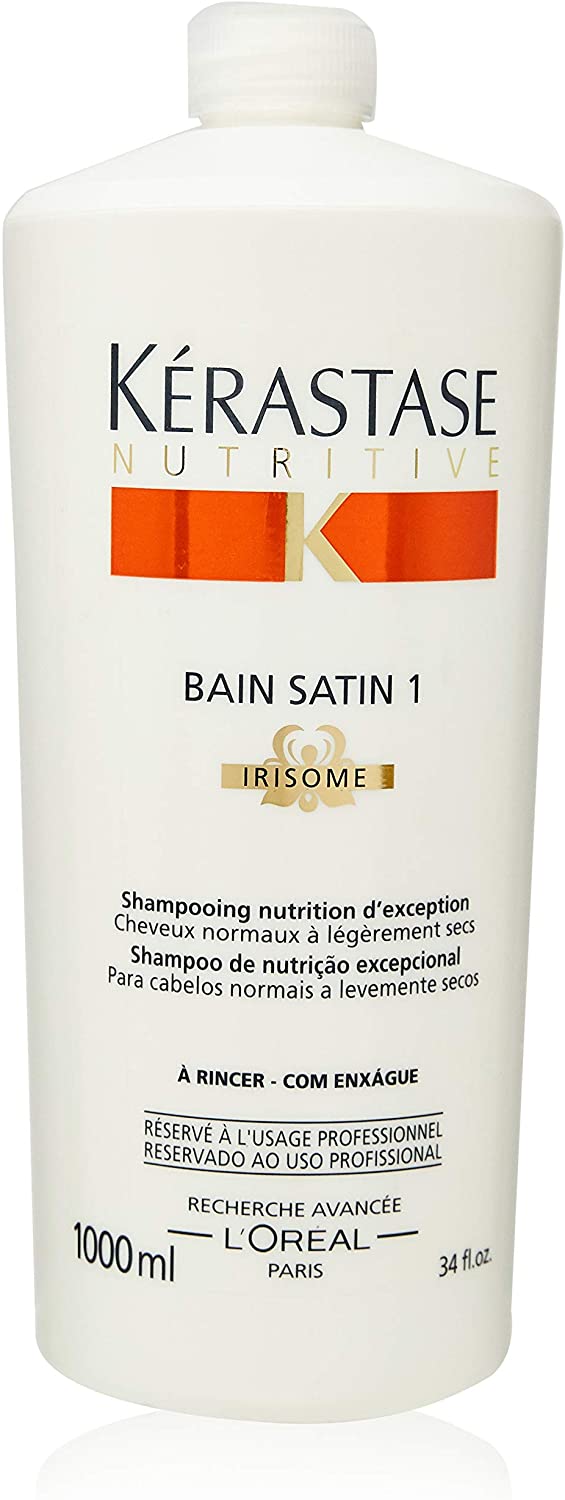 KÉRASTASE
NUTRITIVE
K
BAIN SATIN 1
IRISOME
Shampooing nutrition d'exception
Cheveux normaux à légèrement secs
Shampoo de nutrição excepcional
Para cabelos normais a levemente secos
À RINCER - COM ENXÁGUE
RÉSERVÉ À L'USAGE PROFESSIONNEL
RESERVADO AO USO PROFISSIONAL
RECHERCHE AVANCÉE
L'ORÉAL
PARIS
1000 ml
34 fl.oz.